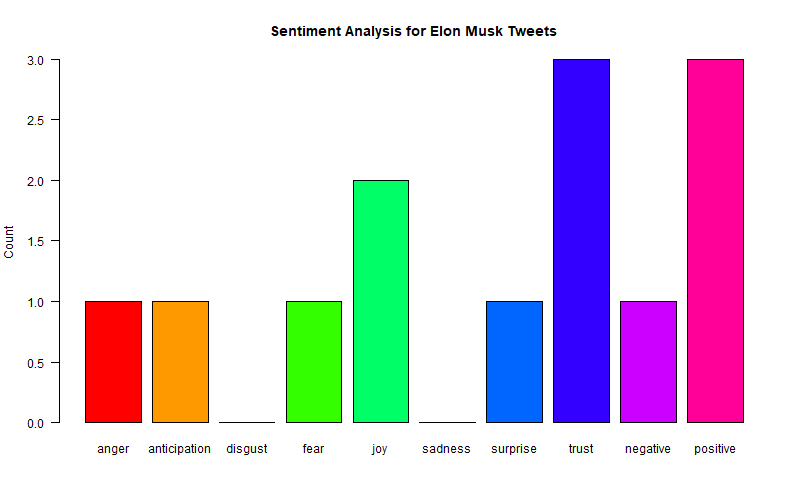 Sentiment Analysis for Elon Musk Tweets
Count
3.0
2.5
2.0
1.5
1.0
0.5
0.0
anger anticipation disgust fear joy sadness surprise trust negative positive